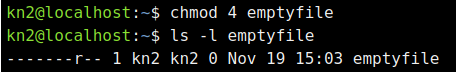 kn2@localhost:~$ chmod 4 emptyfile
kn2@localhost:~$ ls -l emptyfile
-------r-- 1 kn2 kn2 0 Nov 19 15:03 emptyfile